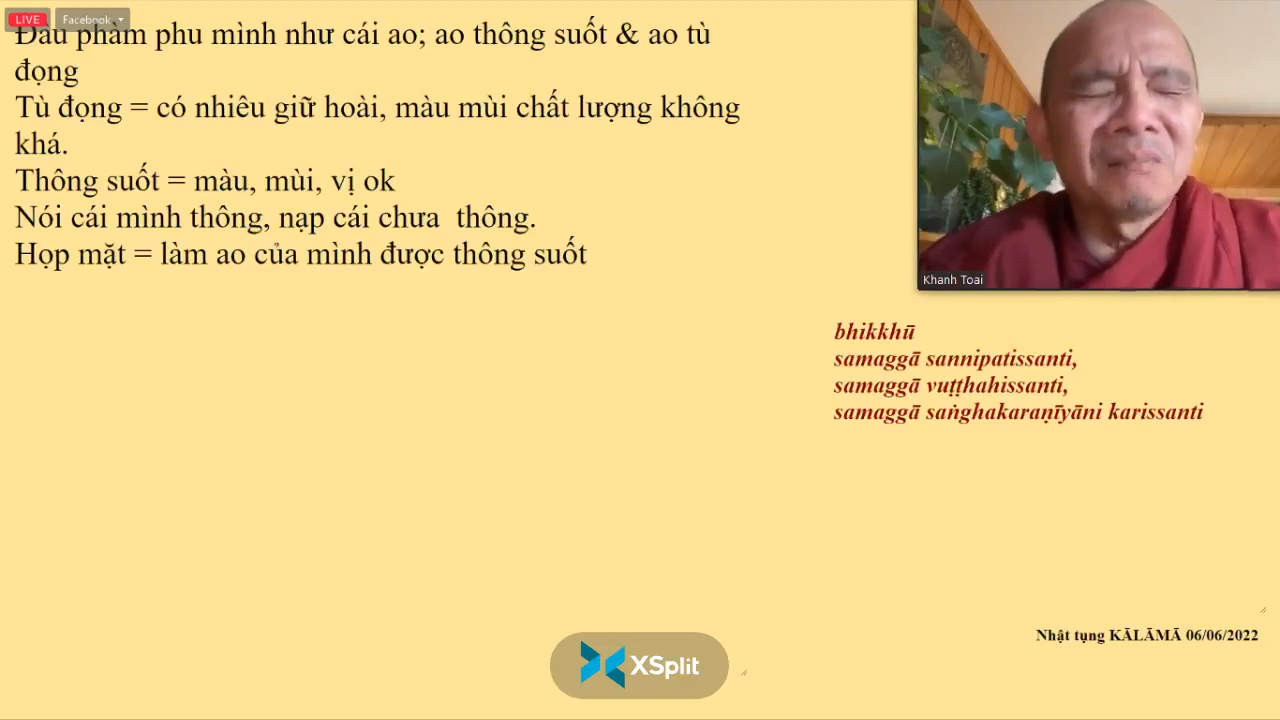 LIVE
Facebook
Đầu phàm phu mình như cái ao; ao thông suốt & ao tù
đọng
Tù đọng = có nhiêu giữ hoài, màu mùi chất lượng không
khá.
Thông suốt = màu, mùi, vị ok
Nói cái mình thông, nạp cái chưa  thông.
Họp mặt = làm ao của mình được thông suốt
Khanh Toai
bhikkhū
samaggā sannipatissanti,
samaggā vuṭṭhahissanti,
samaggā saṅghakaraṇīyāni karissanti
Nhật tụng KĀLĀMĀ 06/06/2022
XSplit